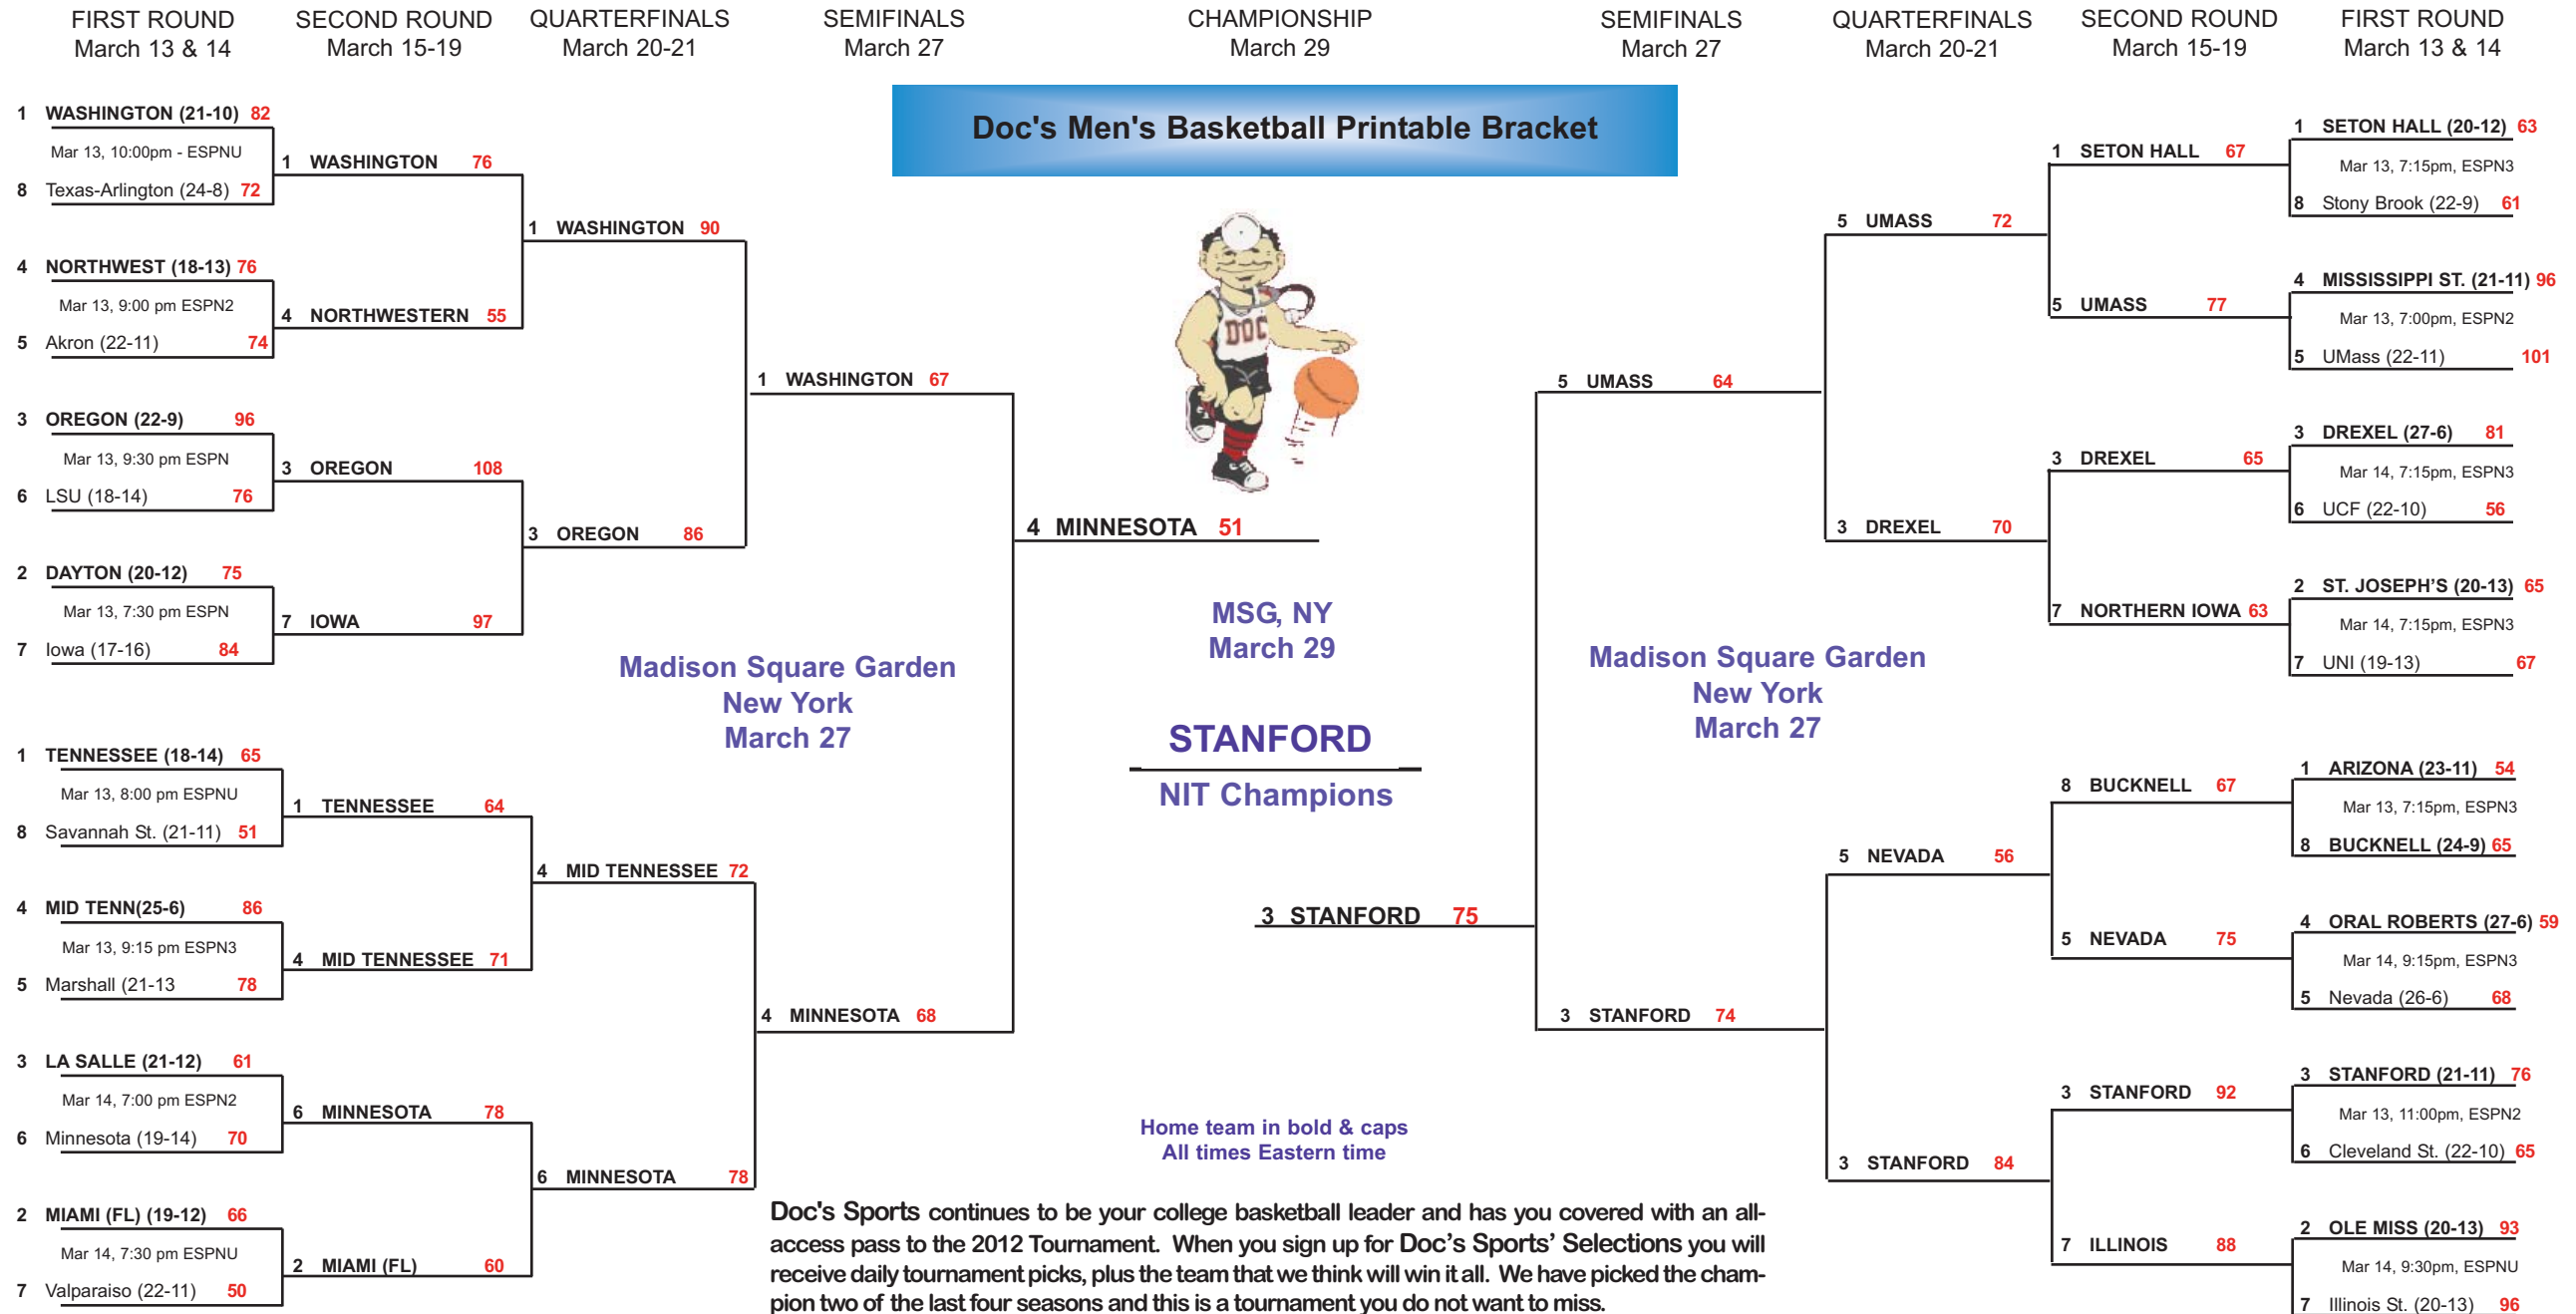 FIRST ROUND
March 13 & 14
SECOND ROUND
March 15-19
QUARTERFINALS
March 20-21
SEMIFINALS
March 27
CHAMPIONSHIP
March 29
SEMIFINALS
March 27
QUARTERFINALS
March 20-21
SECOND ROUND
March 15-19
FIRST ROUND
March 13 & 14
Doc's Men's Basketball Printable Bracket
1 WASHINGTON (21-10) 82
Mar 13, 10:00pm - ESPNU
8 Texas-Arlington (24-8) 72
4 NORTHWEST (18-13) 76
Mar 13, 9:00 pm ESPN2
5 Akron (22-11) 74
3 OREGON (22-9) 96
Mar 13, 9:30 pm ESPN
6 LSU (18-14) 76
2 DAYTON (20-12) 75
Mar 13, 7:30 pm ESPN
7 Iowa (17-16) 84
1 TENNESSEE (18-14) 65
Mar 13, 8:00 pm ESPNU
8 Savannah St. (21-11) 51
4 MID TENN(25-6) 86
Mar 13, 9:15 pm ESPN3
5 Marshall (21-13 78
3 LA SALLE (21-12) 61
Mar 14, 7:00 pm ESPN2
6 Minnesota (19-14) 70
2 MIAMI (FL) (19-12) 66
Mar 14, 7:30 pm ESPNU
7 Valparaiso (22-11) 50
1 WASHINGTON 76
4 NORTHWESTERN 55
3 OREGON 108
7 IOWA 97
1 TENNESSEE 64
4 MID TENNESSEE 71
6 MINNESOTA 78
2 MIAMI (FL) 60
1 WASHINGTON 90
3 OREGON 86
4 MID TENNESSEE 72
6 MINNESOTA 78
1 WASHINGTON 67
4 MINNESOTA 68
Madison Square Garden
New York
March 27
DOC
4 MINNESOTA 51
MSG, NY
March 29
STANFORD
NIT Champions
3 STANFORD 75
Home team in bold & caps
All times Eastern time
Madison Square Garden
New York
March 27
5 UMASS 64
3 STANFORD 74
5 UMASS 72
3 DREXEL 70
5 NEVADA 56
3 STANFORD 84
1 SETON HALL 67
5 UMASS 77
3 DREXEL 65
7 NORTHERN IOWA 63
8 BUCKNELL 67
5 NEVADA 75
3 STANFORD 92
7 ILLINOIS 88
1 SETON HALL (20-12) 63
Mar 13, 7:15pm, ESPN3
8 Stony Brook (22-9) 61
4 MISSISSIPPI ST. (21-11) 96
Mar 13, 7:00pm, ESPN2
5 UMass (22-11) 101
3 DREXEL (27-6) 81
Mar 14, 7:15pm, ESPN3
6 UCF (22-10) 56
2 ST. JOSEPH'S (20-13) 65
Mar 14, 7:15pm, ESPN3
7 UNI (19-13) 67
1 ARIZONA (23-11) 54
Mar 13, 7:15pm, ESPN3
8 BUCKNELL (24-9) 65
4 ORAL ROBERTS (27-6) 59
Mar 14, 9:15pm, ESPN3
5 Nevada (26-6) 68
3 STANFORD (21-11) 76
Mar 13, 11:00pm, ESPN2
6 Cleveland St. (22-10) 65
2 OLE MISS (20-13) 93
Mar 14, 9:30pm, ESPNU
7 Illinois St. (20-13) 96
Doc's Sports continues to be your college basketball leader and has you covered with an all-
access pass to the 2012 Tournament. When you sign up for Doc's Sports' Selections you will
receive daily tournament picks, plus the team that we think will win it all. We have picked the cham-
pion two of the last four seasons and this is a tournament you do not want to miss.